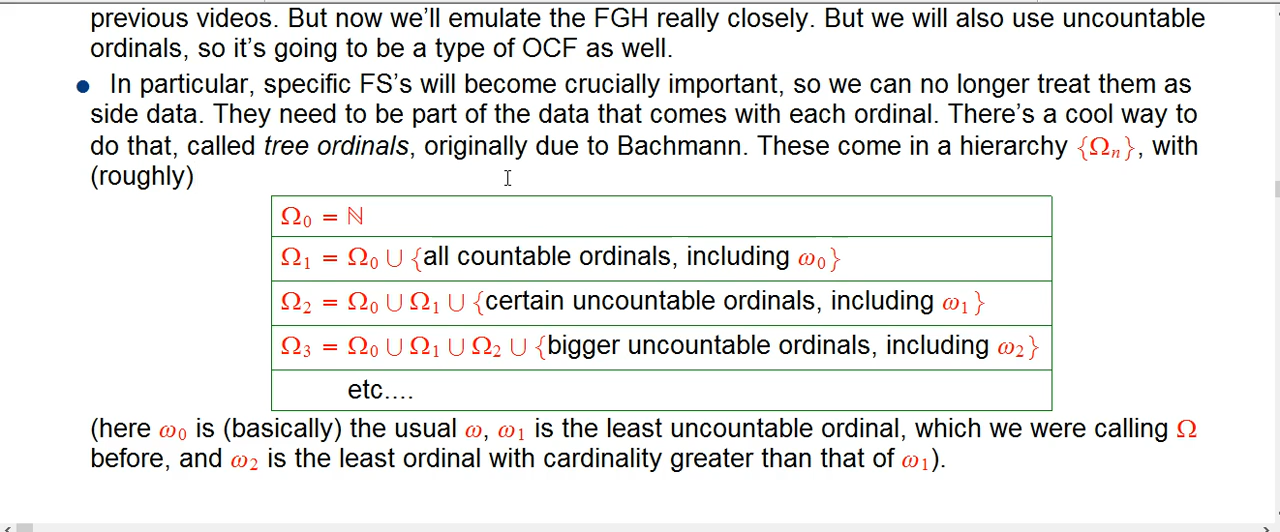 previous videos. But now we'll emulate the FGH really closely. But we will also use uncountable
ordinals, so it's going to be a type of OCF as well.
● In particular, specific FS's will become crucially important, so we can no longer treat them as
side data. They need to be part of the data that comes with each ordinal. There's a cool way to
do that, called tree ordinals, originally due to Bachmann. These come in a hierarchy {Ωₙ}, with
(roughly)
Ω₀ = ℕ
Ω₁ = Ω₀ ∪ {all countable ordinals, including ω₀}
Ω₂ = Ω₀ ∪ Ω₁ ∪ {certain uncountable ordinals, including ω₁}
Ω₃ = Ω₀ ∪ Ω₁ ∪ Ω₂ ∪ {bigger uncountable ordinals, including ω₂}
etc....
(here ω₀ is (basically) the usual ω, ω₁ is the least uncountable ordinal, which we were calling Ω
before, and ω₂ is the least ordinal with cardinality greater than that of ω₁).